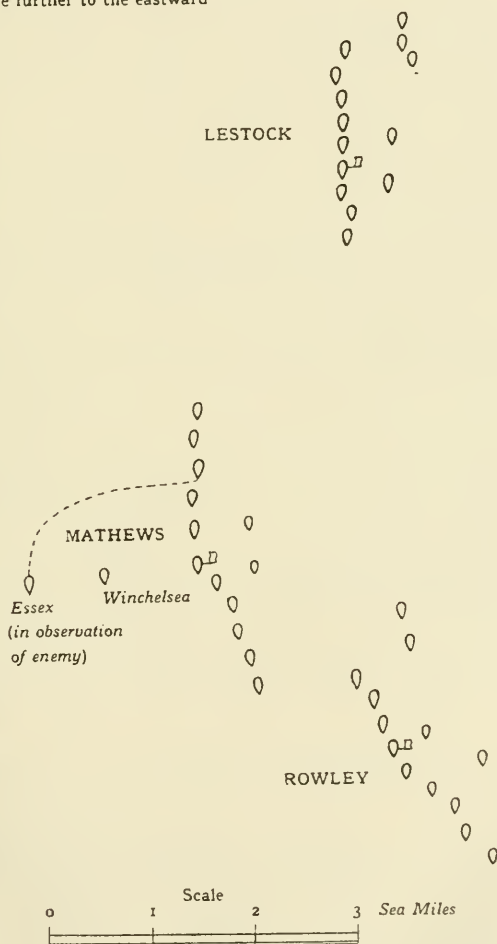 further to the eastward
LESTOCK
MATHEWS
Essex
(in observation
of enemy)
Winchelsea
ROWLEY
Scale
0 1 2 3 Sea Miles